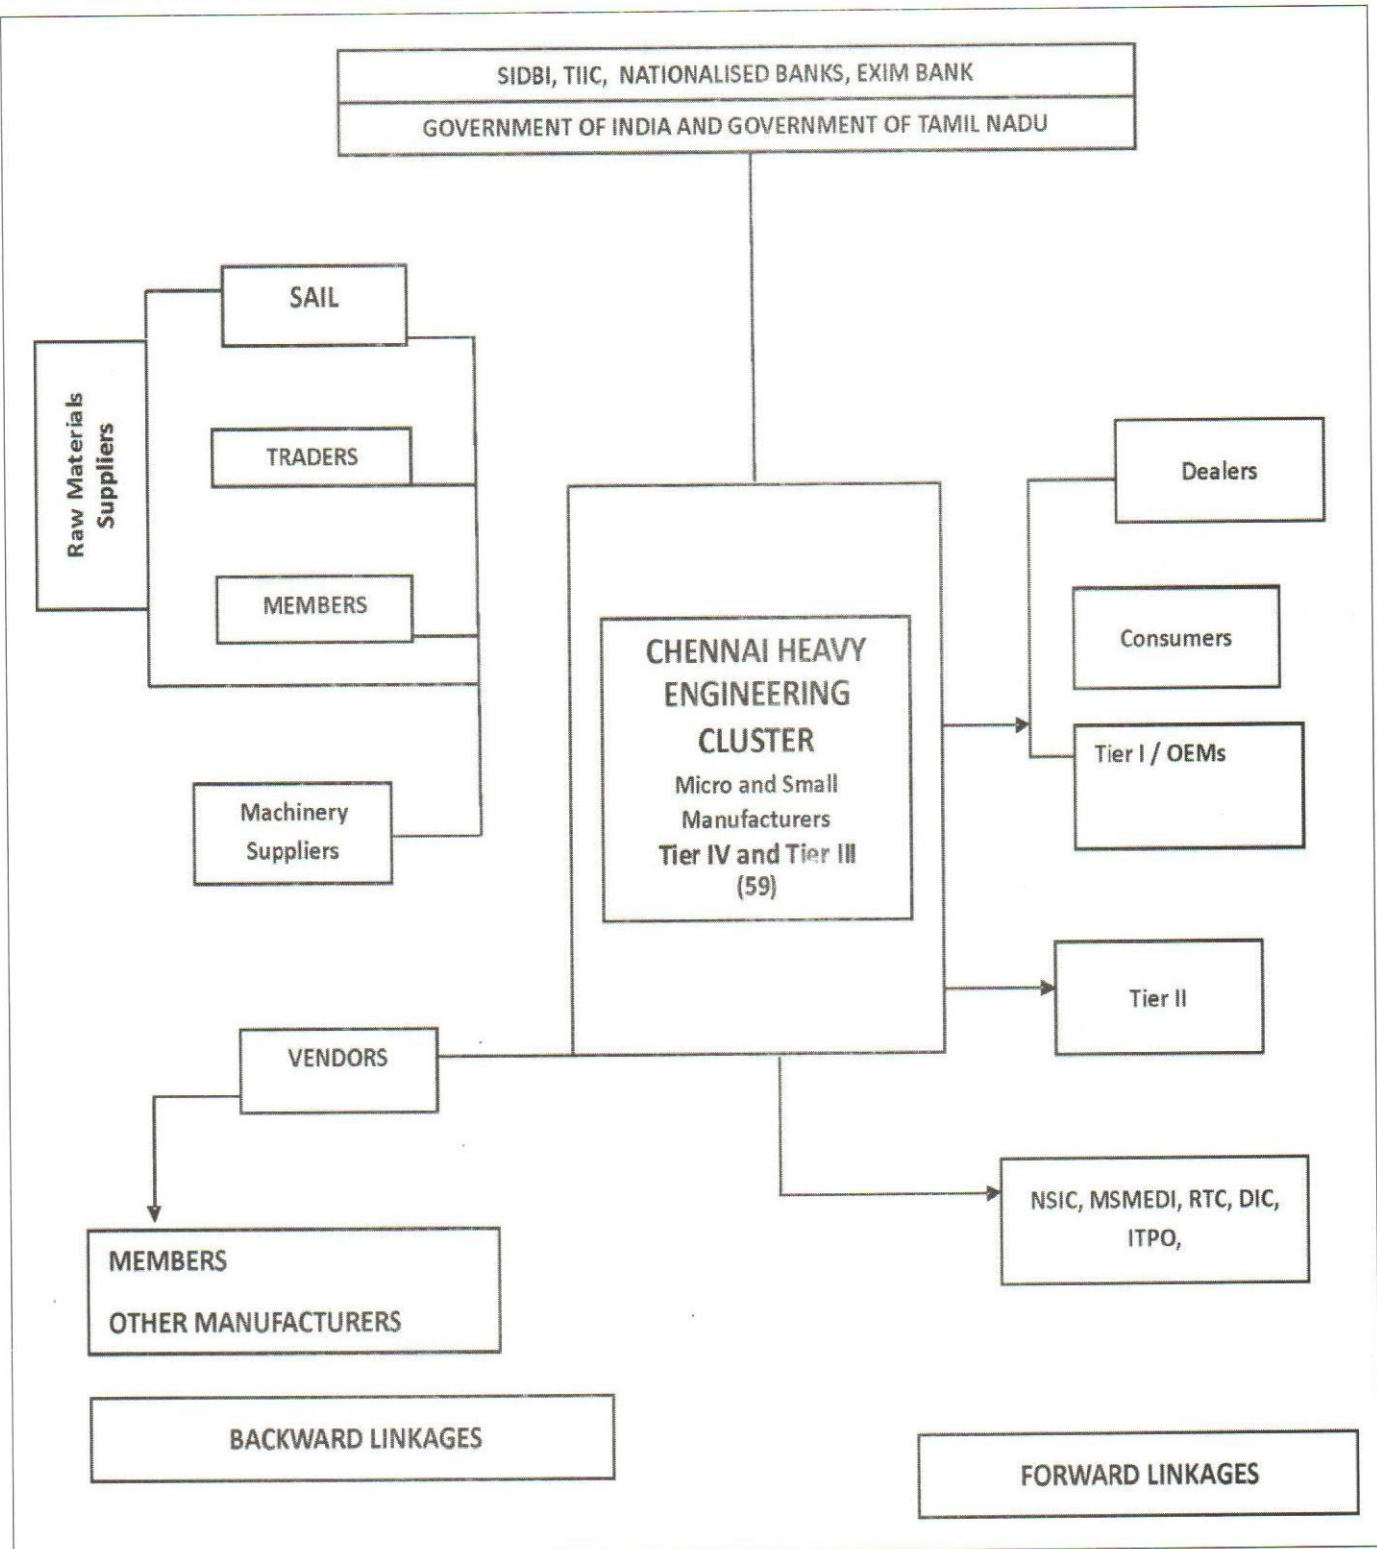 SIDBI, TIIC, NATIONALISED BANKS, EXIM BANK
GOVERNMENT OF INDIA AND GOVERNMENT OF TAMIL NADU
SAIL
Raw Materials
Suppliers
TRADERS
MEMBERS
Machinery
Suppliers
CHENNAI HEAVY
ENGINEERING
CLUSTER
Micro and Small
Manufacturers
Tier IV and Tier III
(59)
Dealers
Consumers
Tier I / OEMs
Tier II
VENDORS
NSIC, MSMEDI, RTC, DIC,
ITPO,
MEMBERS
OTHER MANUFACTURERS
BACKWARD LINKAGES
FORWARD LINKAGES